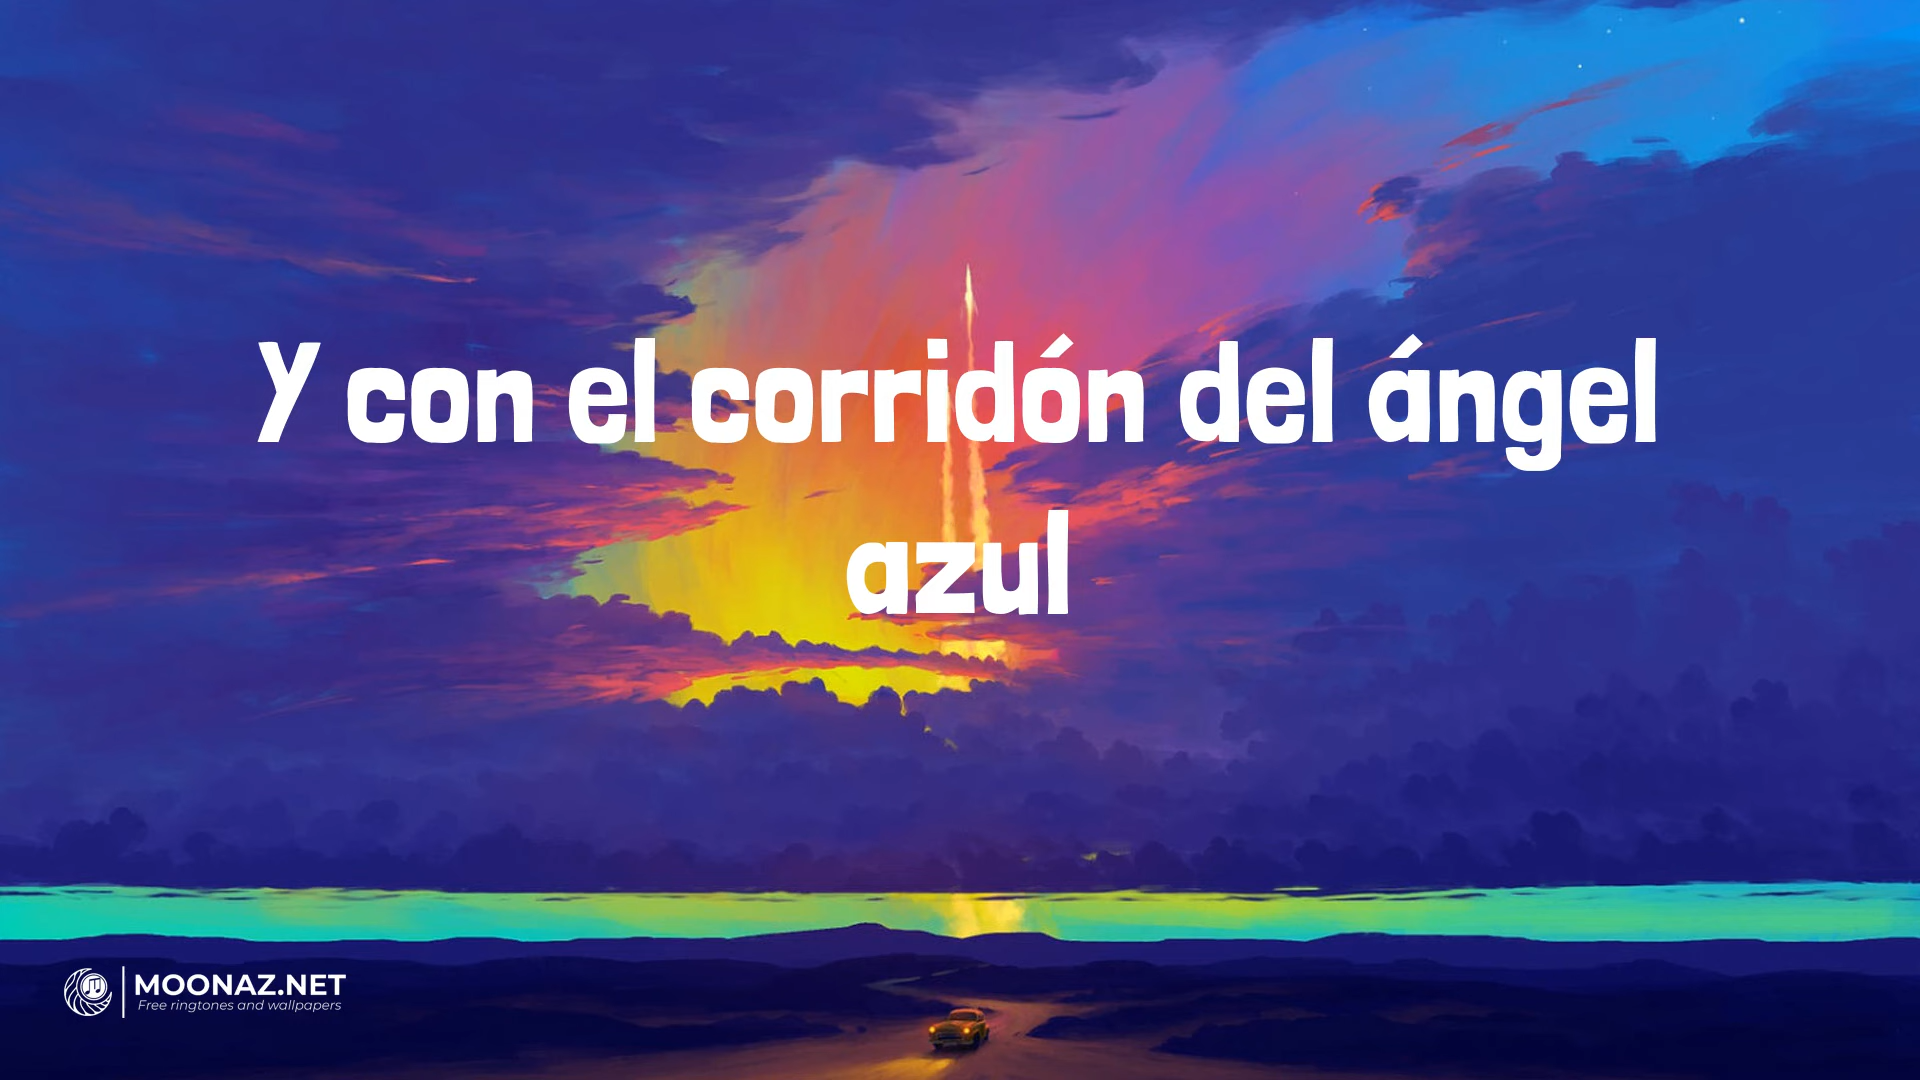 Y con el corridón del ángel
azul
MOONAZ.NET
Free ringtones and wallpapers